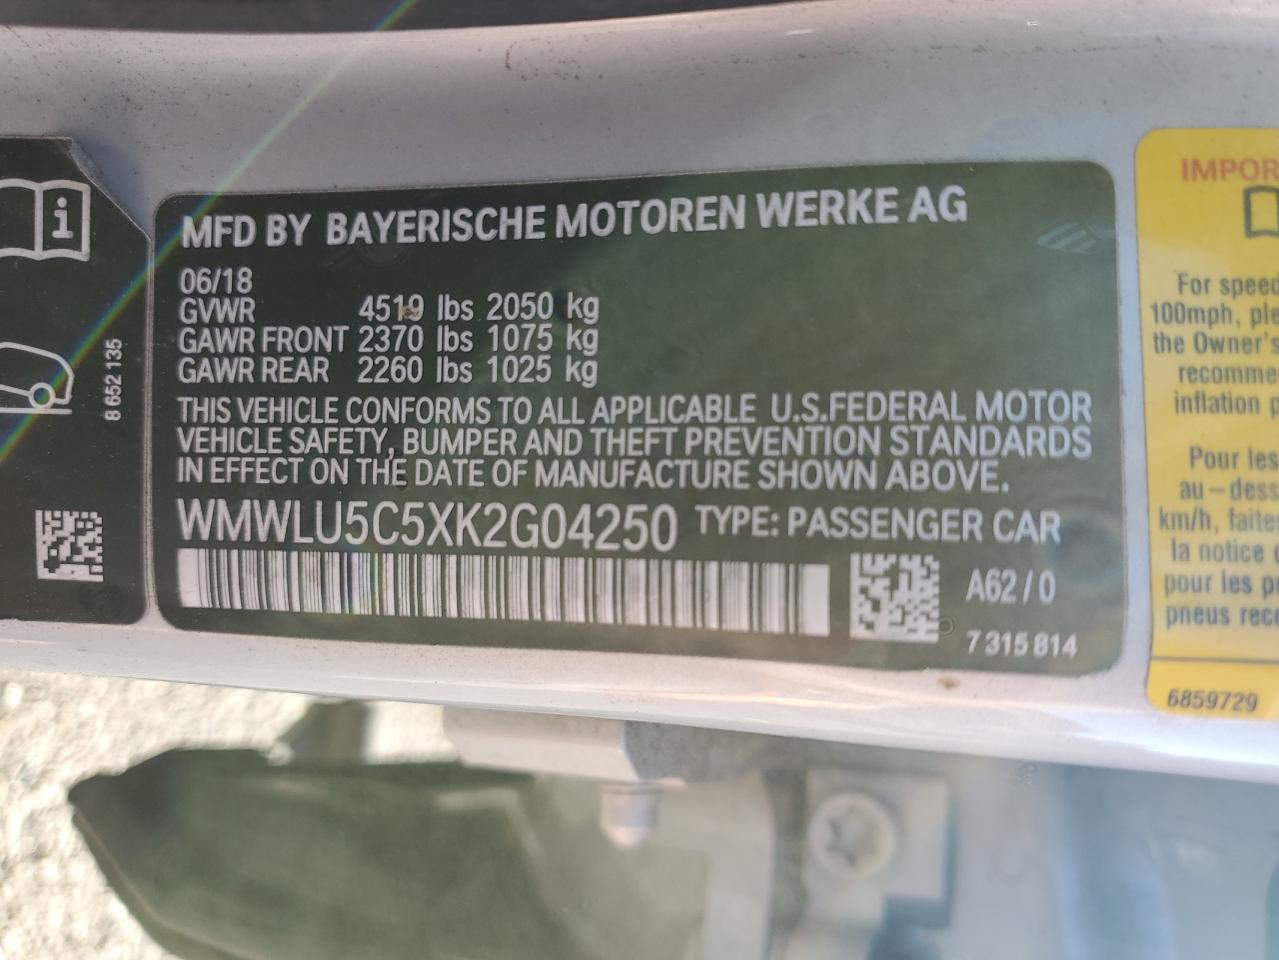 MFD BY BAYERISCHE MOTOREN WERKE AG
06/18
GVWR 4519 lbs 2050 kg
GAWR FRONT 2370 lbs 1075 kg
GAWR REAR 2260 lbs 1025 kg
THIS VEHICLE CONFORMS TO ALL APPLICABLE U.S.FEDERAL MOTOR
VEHICLE SAFETY, BUMPER AND THEFT PREVENTION STANDARDS
IN EFFECT ON THE DATE OF MANUFACTURE SHOWN ABOVE.
WMWLU5C5XK2G04250 TYPE: PASSENGER CAR
A62/0
7 315 814
i
8 652 135
IMPOR
For speed
100mph, ple
the Owner's
recomme
inflation p
Pour les
au-dess
km/h, faites
la notice
pour les p
pneus reco
6859729